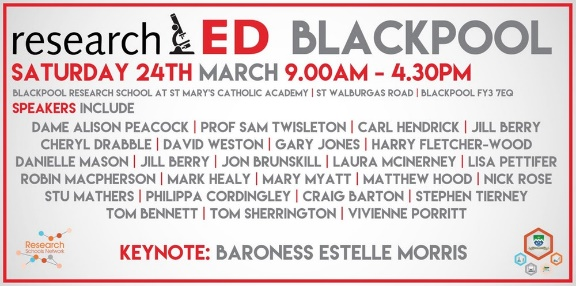 researchED BLACKPOOL
SATURDAY 24TH MARCH 9.00AM - 4.30PM
BLACKPOOL RESEARCH SCHOOL AT ST MARY'S CATHOLIC ACADEMY | ST WALBURGAS ROAD | BLACKPOOL FY3 7EQ
SPEAKERS INCLUDE
DAME ALISON PEACOCK | PROF SAM TWISLETON | CARL HENDRICK | JILL BERRY
CHERYL DRABBLE | DAVID WESTON | GARY JONES | HARRY FLETCHER-WOOD
DANIELLE MASON | JILL BERRY | JON BRUNSKILL | LAURA MCINERNEY | LISA PETTIFER
ROBIN MACPHERSON | MARK HEALY | MARY MYATT | MATTHEW HOOD | NICK ROSE
STU MATHERS | PHILIPPA CORDINGLEY | CRAIG BARTON | STEPHEN TIERNEY
TOM BENNETT | TOM SHERRINGTON | VIVIENNE PORRITT
Research
Schools Network
KEYNOTE: BARONESS ESTELLE MORRIS